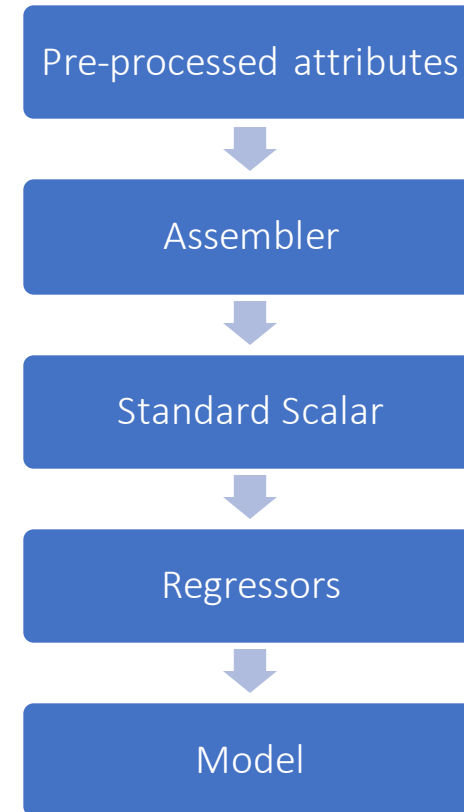 Pre-processed attributes
Assembler
Standard Scalar
Regressors
Model